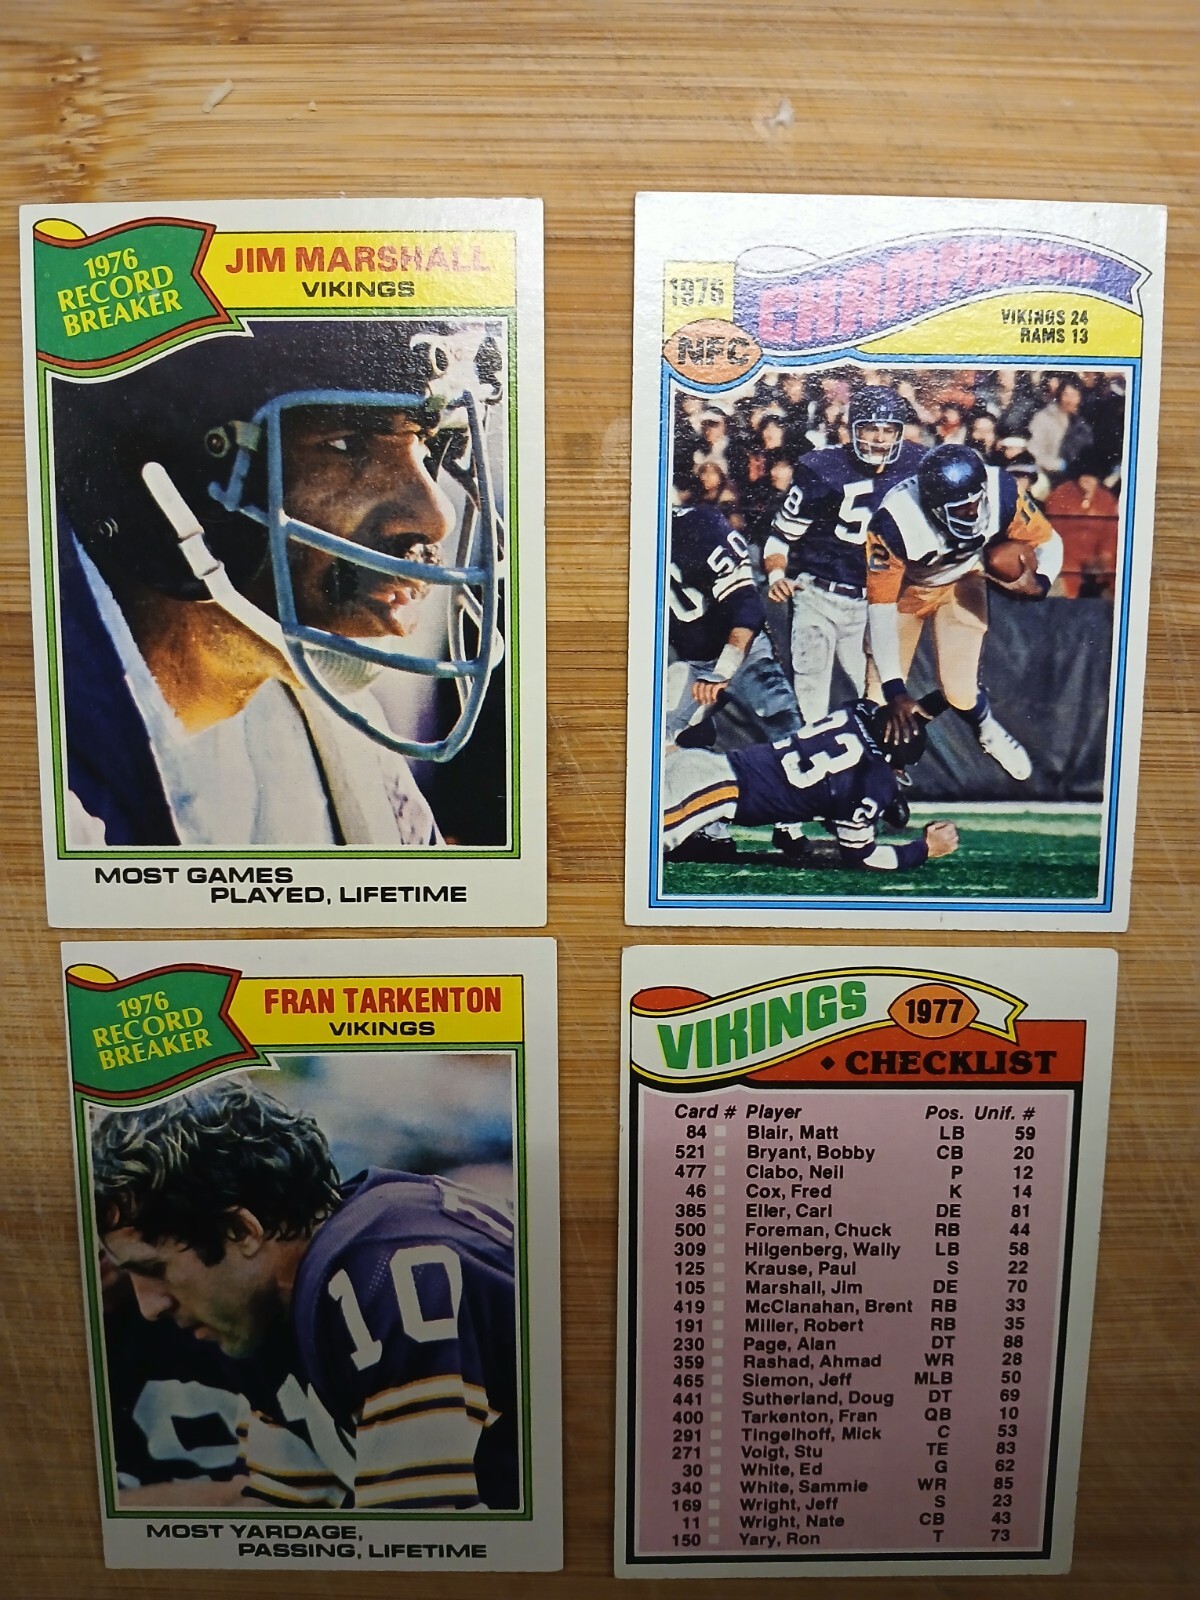 1976
RECORD
BREAKER
JIM MARSHALL
VIKINGS
MOST GAMES
PLAYED, LIFETIME
1976
NFC
CHAMPIONSHIP
VIKINGS 24
RAMS 13
58
59
12
23
23
1976
RECORD
BREAKER
FRAN TARKENTON
VIKINGS
10
MOST YARDAGE,
PASSING, LIFETIME
VIKINGS 1977
CHECKLIST
Card # Player Pos. Unif. #
84 Blair, Matt LB 59
521 Bryant, Bobby CB 20
477 Clabo, Neil P 12
46 Cox, Fred K 14
385 Eller, Carl DE 81
500 Foreman, Chuck RB 44
309 Hilgenberg, Wally LB 58
125 Krause, Paul S 22
105 Marshall, Jim DE 70
419 McClanahan, Brent RB 33
191 Miller, Robert RB 35
230 Page, Alan DT 88
359 Rashad, Ahmad WR 28
465 Siemon, Jeff MLB 50
441 Sutherland, Doug DT 69
400 Tarkenton, Fran QB 10
291 Tingelhoff, Mick C 53
271 Voigt, Stu TE 83
30 White, Ed G 62
340 White, Sammie WR 85
169 Wright, Jeff S 23
11 Wright, Nate CB 43
150 Yary, Ron T 73